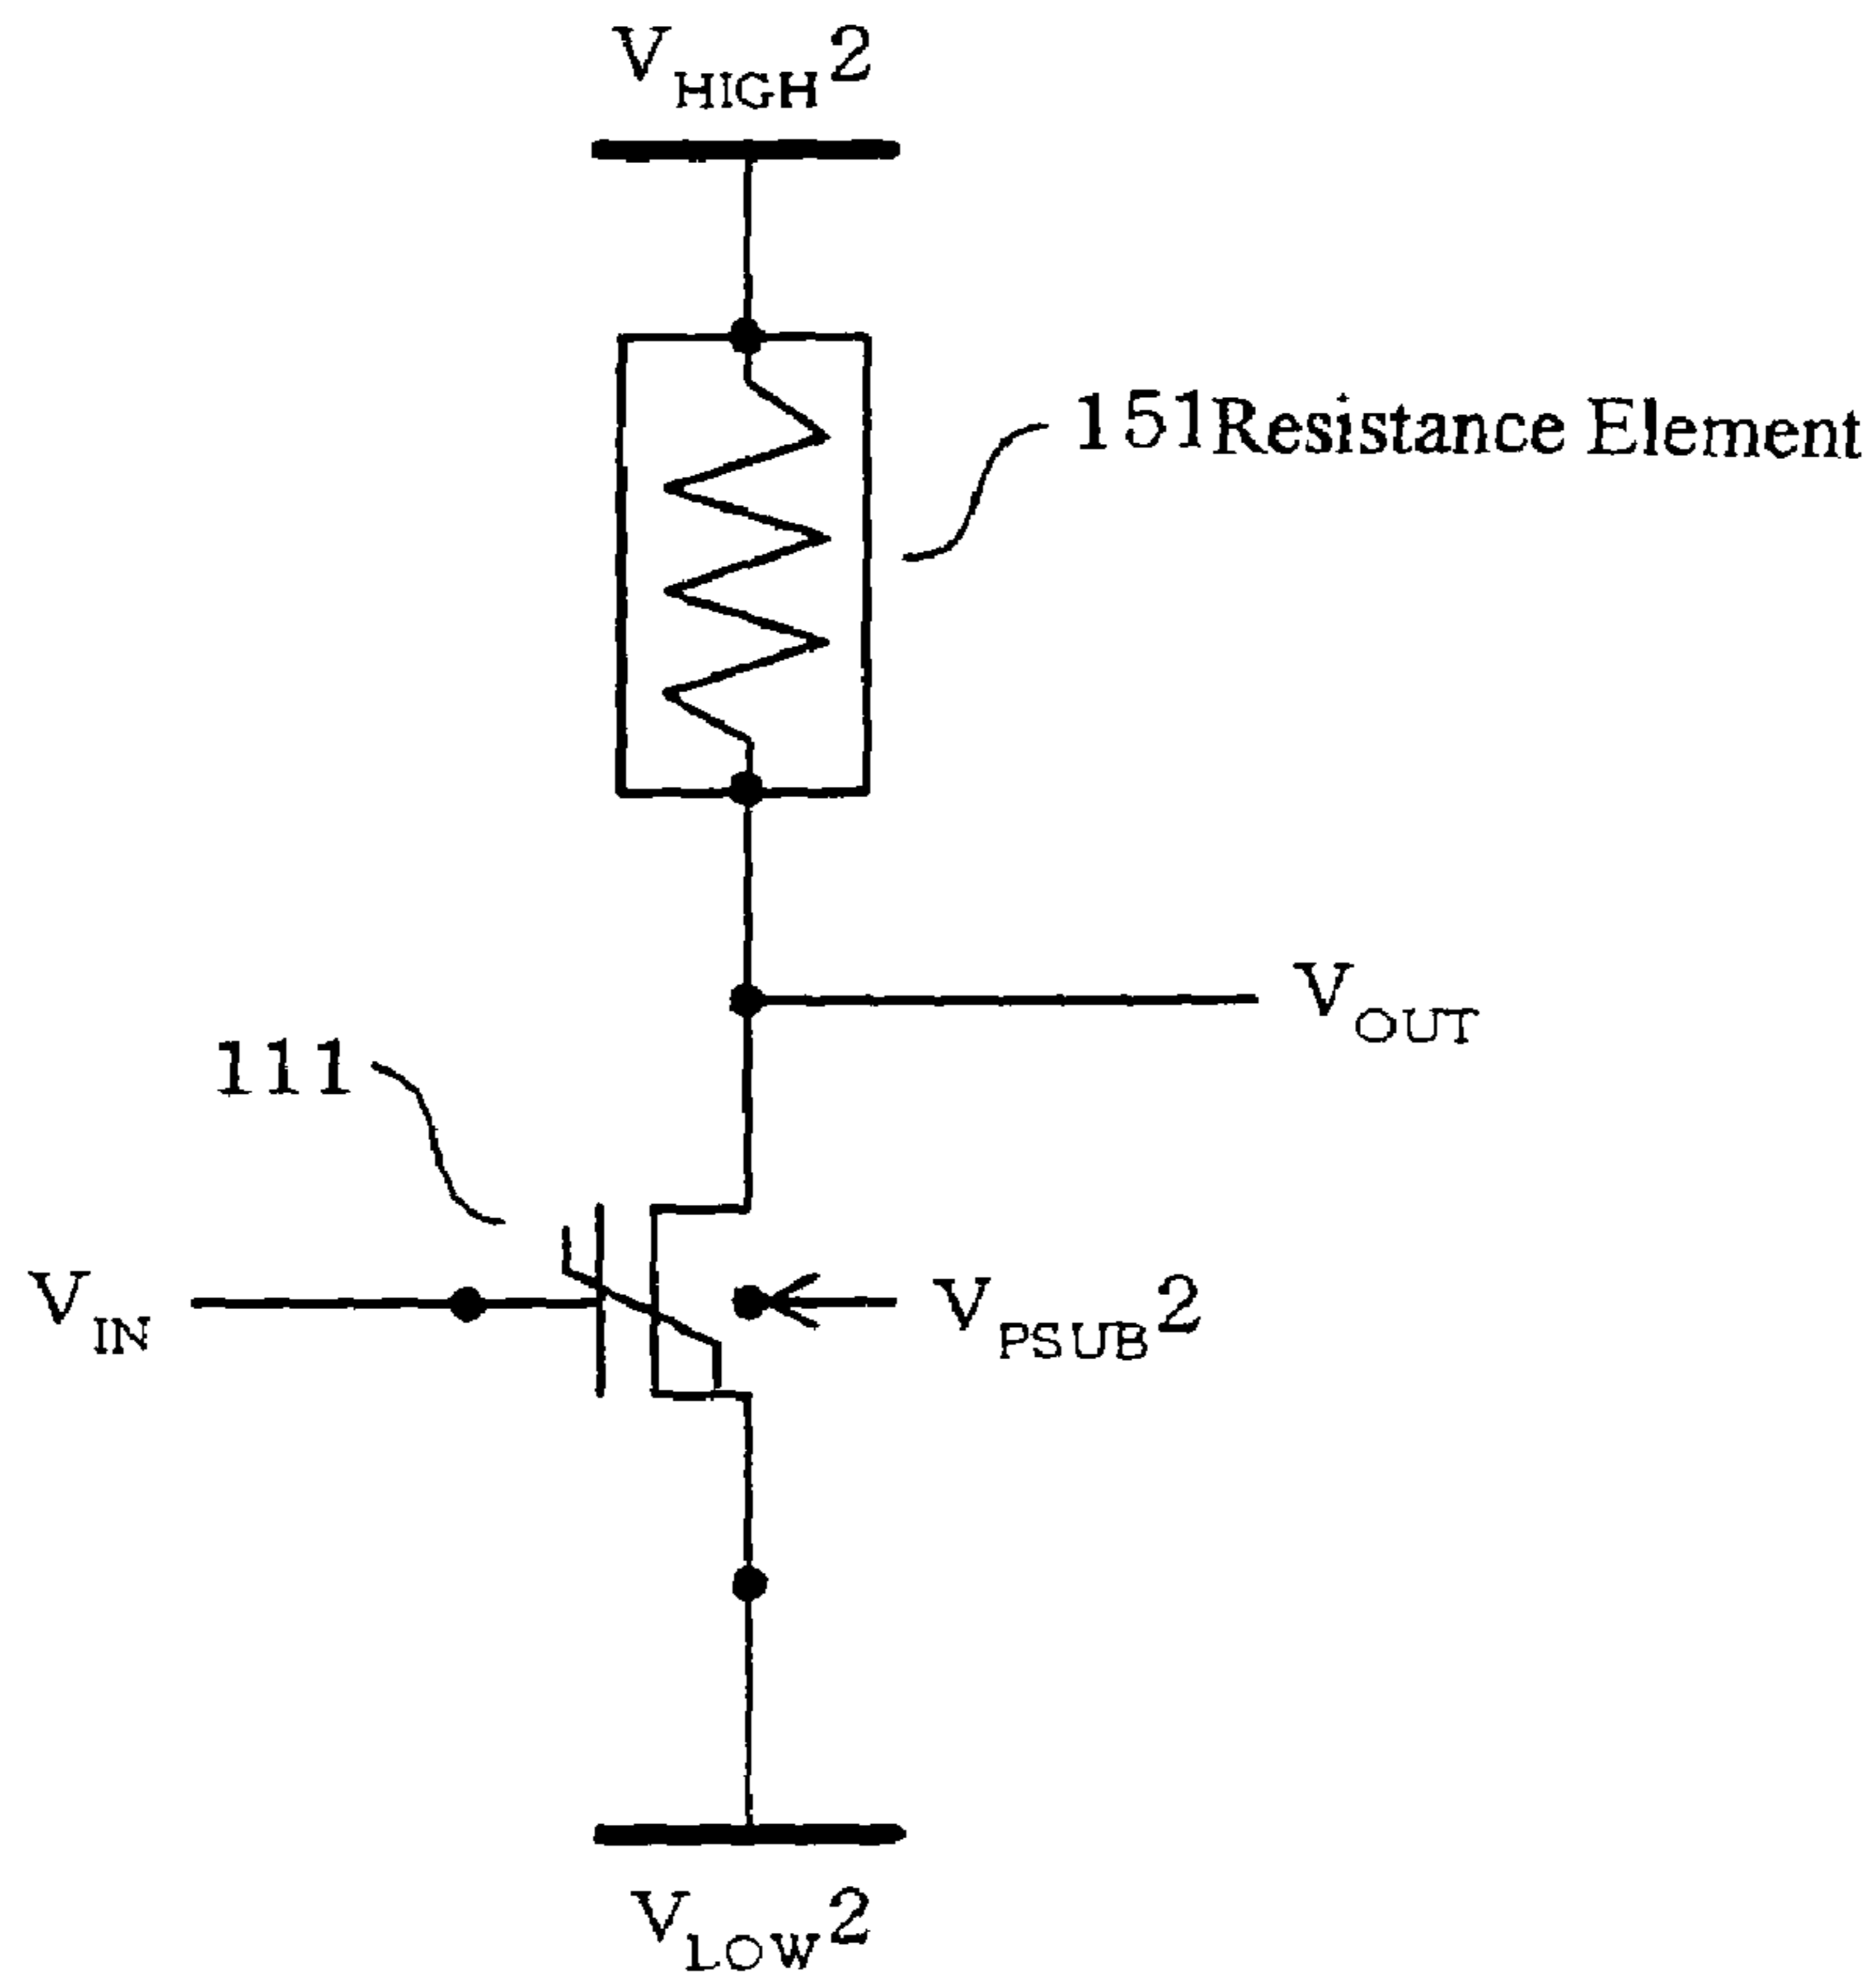 VHIGH2
151Resistance Element
VOUT
111
VIN
VPSUB2
VLOW2